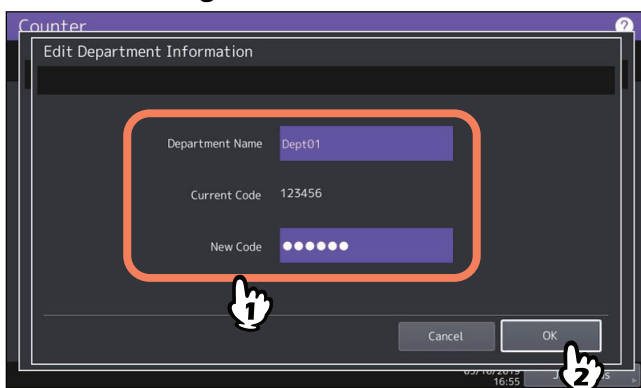 Counter ?
Edit Department Information
Department Name Dept01
Current Code 123456
New Code ●●●●●●
1
Cancel OK
2
16:55